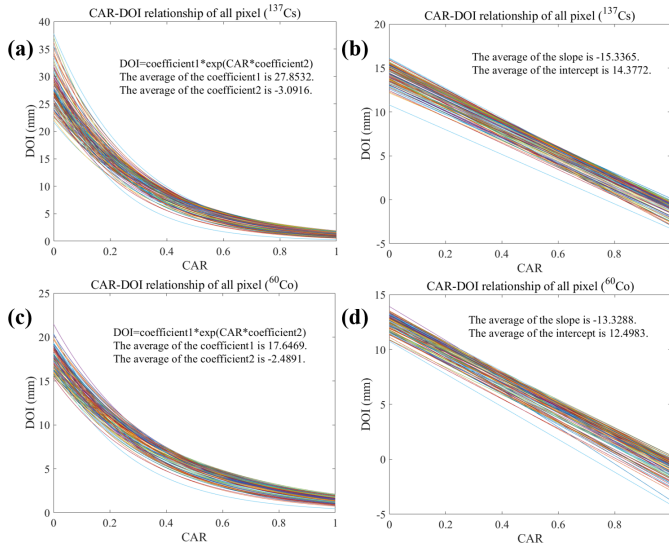 (a)
CAR-DOI relationship of all pixel (¹³⁷Cs)
40
35
30
25
20
15
10
5
0
DOI (mm)
DOI=coefficient1*exp(CAR*coefficient2)
The average of the coefficient1 is 27.8532.
The average of the coefficient2 is -3.0916.
0 0.2 0.4 0.6 0.8 1
CAR
(b)
CAR-DOI relationship of all pixel (¹³⁷Cs)
20
15
10
5
0
-5
DOI (mm)
The average of the slope is -15.3365.
The average of the intercept is 14.3772.
0 0.2 0.4 0.6 0.8
CAR
(c)
CAR-DOI relationship of all pixel (⁶⁰Co)
25
20
15
10
5
0
DOI (mm)
DOI=coefficient1*exp(CAR*coefficient2)
The average of the coefficient1 is 17.6469.
The average of the coefficient2 is -2.4891.
0 0.2 0.4 0.6 0.8 1
CAR
(d)
CAR-DOI relationship of all pixel (⁶⁰Co)
15
10
5
0
-5
DOI (mm)
The average of the slope is -13.3288.
The average of the intercept is 12.4983.
0 0.2 0.4 0.6 0.8
CAR